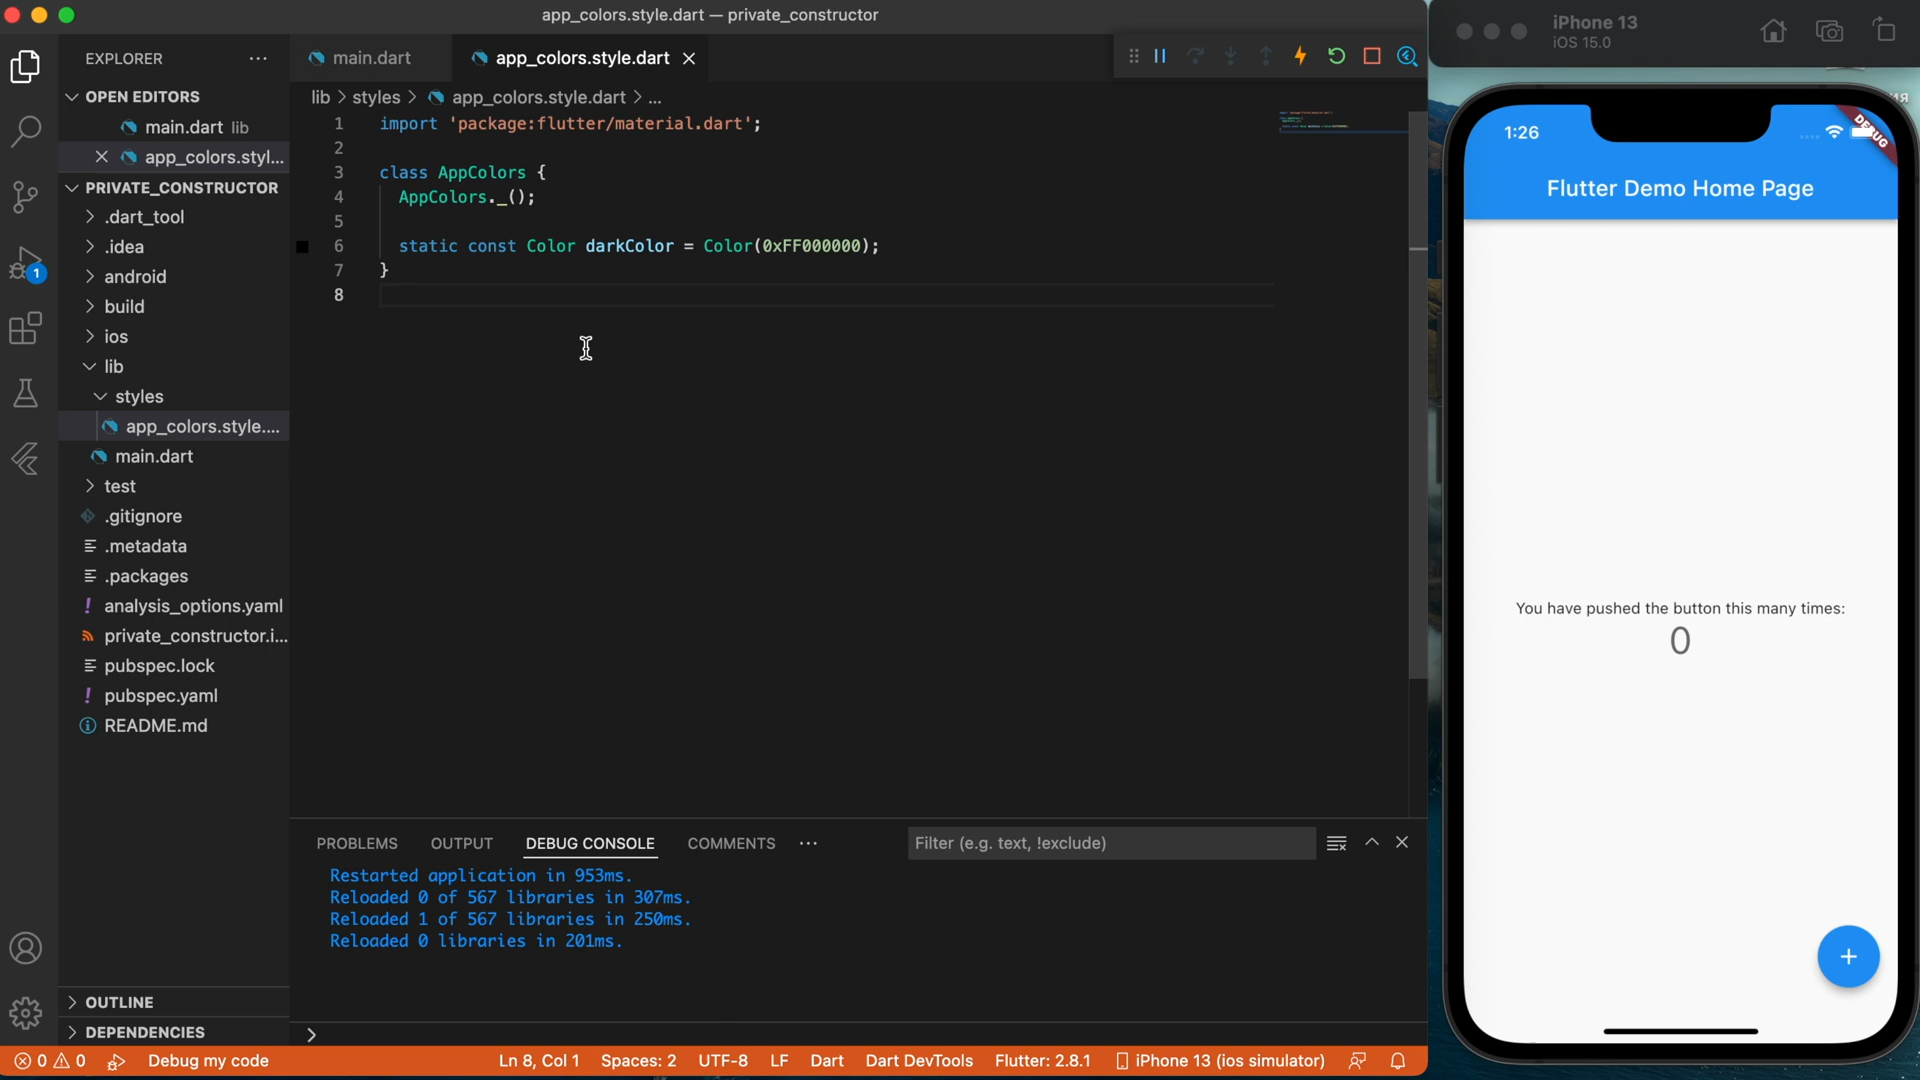 app_colors.style.dart — private_constructor
EXPLORER
OPEN EDITORS
main.dart lib
app_colors.styl...
PRIVATE_CONSTRUCTOR
.dart_tool
.idea
android
build
ios
lib
styles
app_colors.style....
main.dart
test
.gitignore
.metadata
.packages
analysis_options.yaml
private_constructor.i...
pubspec.lock
pubspec.yaml
README.md
OUTLINE
DEPENDENCIES
1
main.dart
app_colors.style.dart
lib > styles > app_colors.style.dart > ...
1 import 'package:flutter/material.dart';
2
3 class AppColors {
4 AppColors._();
5
6 static const Color darkColor = Color(0xFF000000);
7 }
8
PROBLEMS OUTPUT DEBUG CONSOLE COMMENTS ...
Filter (e.g. text, !exclude)
Restarted application in 953ms.
Reloaded 0 of 567 libraries in 307ms.
Reloaded 1 of 567 libraries in 250ms.
Reloaded 0 libraries in 201ms.
0 0 Debug my code Ln 8, Col 1 Spaces: 2 UTF-8 LF Dart Dart DevTools Flutter: 2.8.1 iPhone 13 (ios simulator)
iPhone 13
iOS 15.0
1:26
DEBUG
Flutter Demo Home Page
You have pushed the button this many times:
0
+